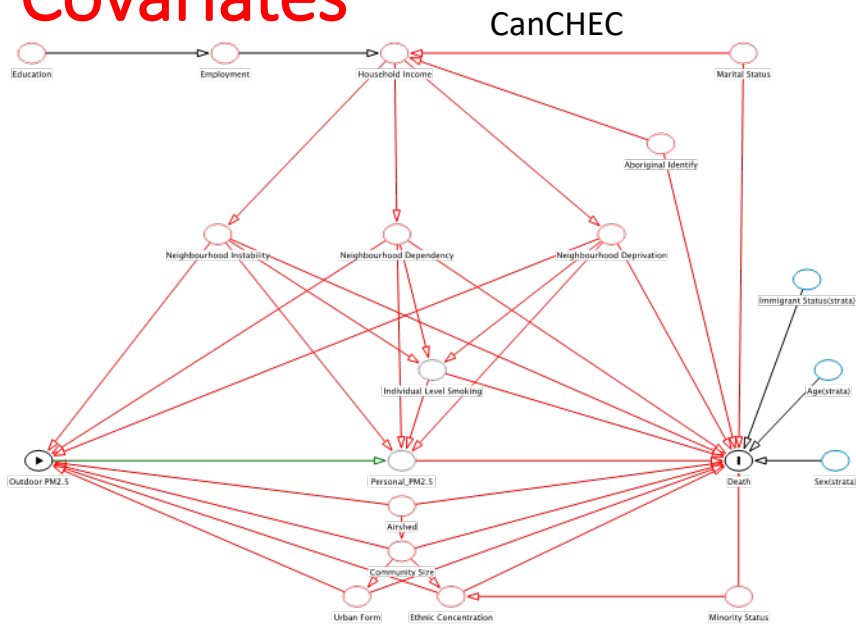 Covariates
CanCHEC
Education
Employment
Household Income
Marital Status
Aboriginal Identify
Neighbourhood Instability
Neighbourhood Dependency
Neighbourhood Deprivation
Immigrant Status(strata)
Individual Level Smoking
Age(strata)
Outdoor PM2.5
Personal_PM2.5
Death
Sex(strata)
Airshed
Community Size
Urban Form
Ethnic Concentration
Minority Status